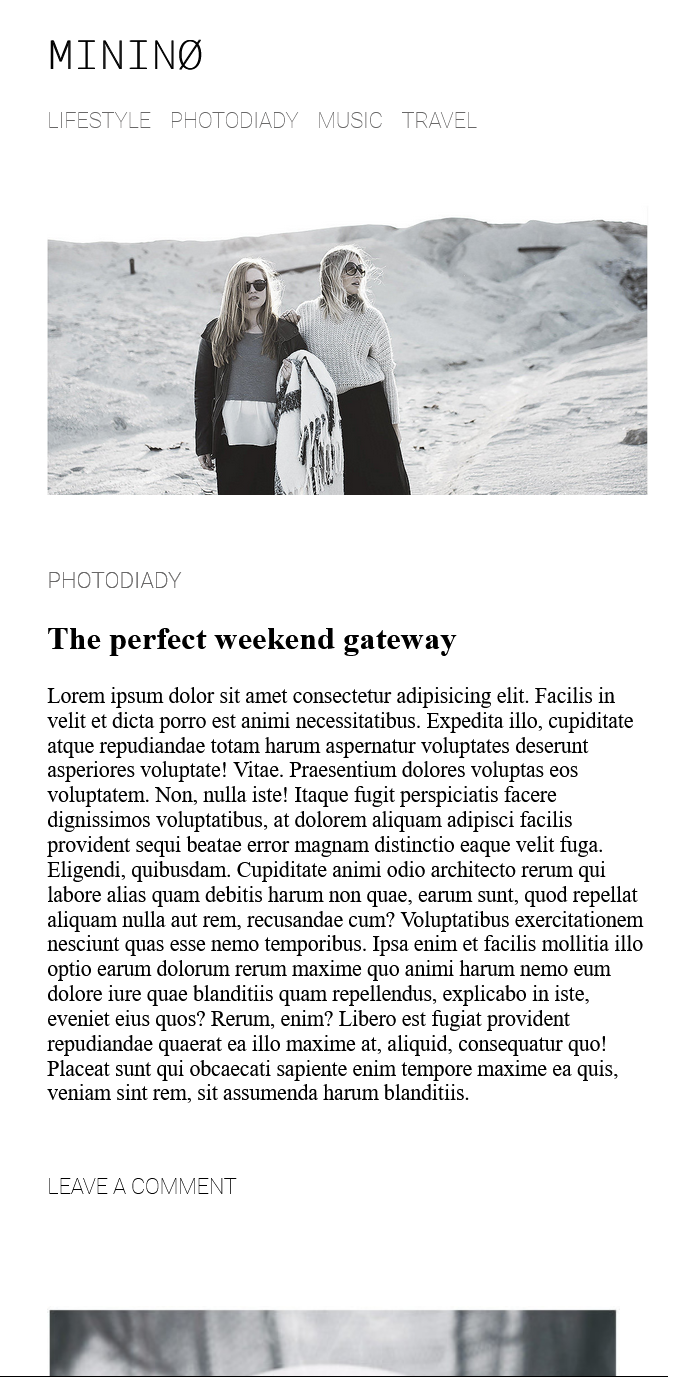 MININØ
LIFESTYLE PHOTODIADY MUSIC TRAVEL
PHOTODIADY
The perfect weekend gateway
Lorem ipsum dolor sit amet consectetur adipisicing elit. Facilis in
velit et dicta porro est animi necessitatibus. Expedita illo, cupiditate
atque repudiandae totam harum aspernatur voluptates deserunt
asperiores voluptate! Vitae. Praesentium dolores voluptas eos
voluptatem. Non, nulla iste! Itaque fugit perspiciatis facere
dignissimos voluptatibus, at dolorem aliquam adipisci facilis
provident sequi beatae error magnam distinctio eaque velit fuga.
Eligendi, quibusdam. Cupiditate animi odio architecto rerum qui
labore alias quam debitis harum non quae, earum sunt, quod repellat
aliquam nulla aut rem, recusandae cum? Voluptatibus exercitationem
nesciunt quas esse nemo temporibus. Ipsa enim et facilis mollitia illo
optio earum dolorum rerum maxime quo animi harum nemo eum
dolore iure quae blanditiis quam repellendus, explicabo in iste,
eveniet eius quos? Rerum, enim? Libero est fugiat provident
repudiandae quaerat ea illo maxime at, aliquid, consequatur quo!
Placeat sunt qui obcaecati sapiente enim tempore maxime ea quis,
veniam sint rem, sit assumenda harum blanditiis.
LEAVE A COMMENT